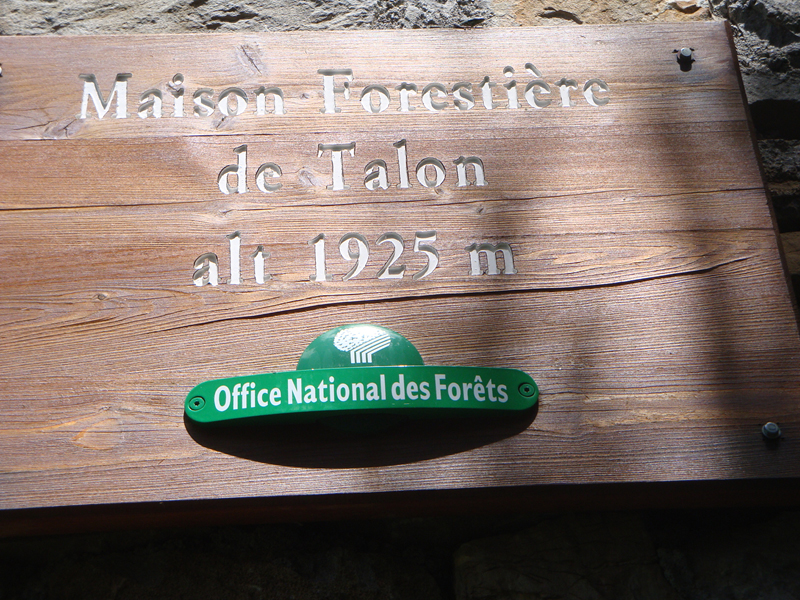 Maison Forestière
de Talon
alt 1925 m
Office National des Forêts